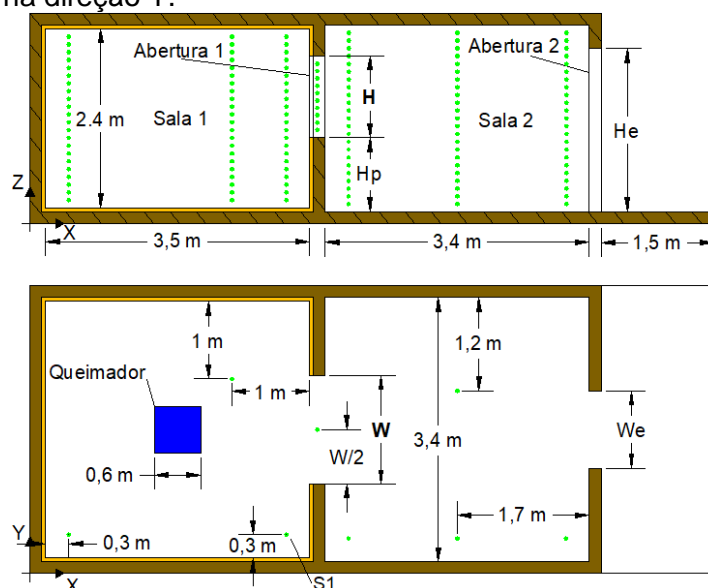 na direção Y.
Abertura 1
Abertura 2
H
2.4 m
Sala 1
Sala 2
He
Hp
Z
X
3,5 m
3,4 m
1,5 m
1 m
1,2 m
Queimador
1 m
W
We
3,4 m
W/2
0,6 m
1,7 m
Y
0,3 m
0,3 m
S1
X